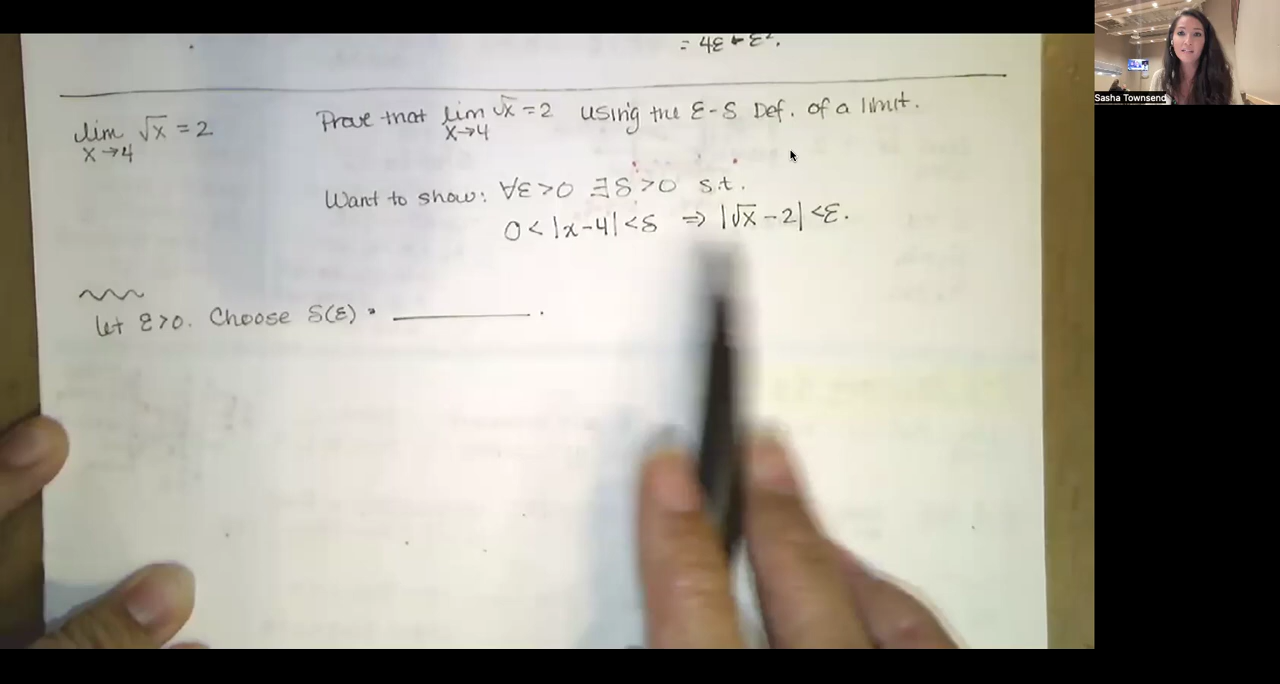 = 4ε - ε².
lim √x = 2
x→4
Prove that lim √x = 2 using the ε-δ Def. of a limit.
x→4
Want to show: ∀ε>0 ∃δ>0 s.t.
0<|x-4|<δ ⇒ |√x - 2|<ε.
Let ε>0. Choose δ(ε) = ________.
Sasha Townsend